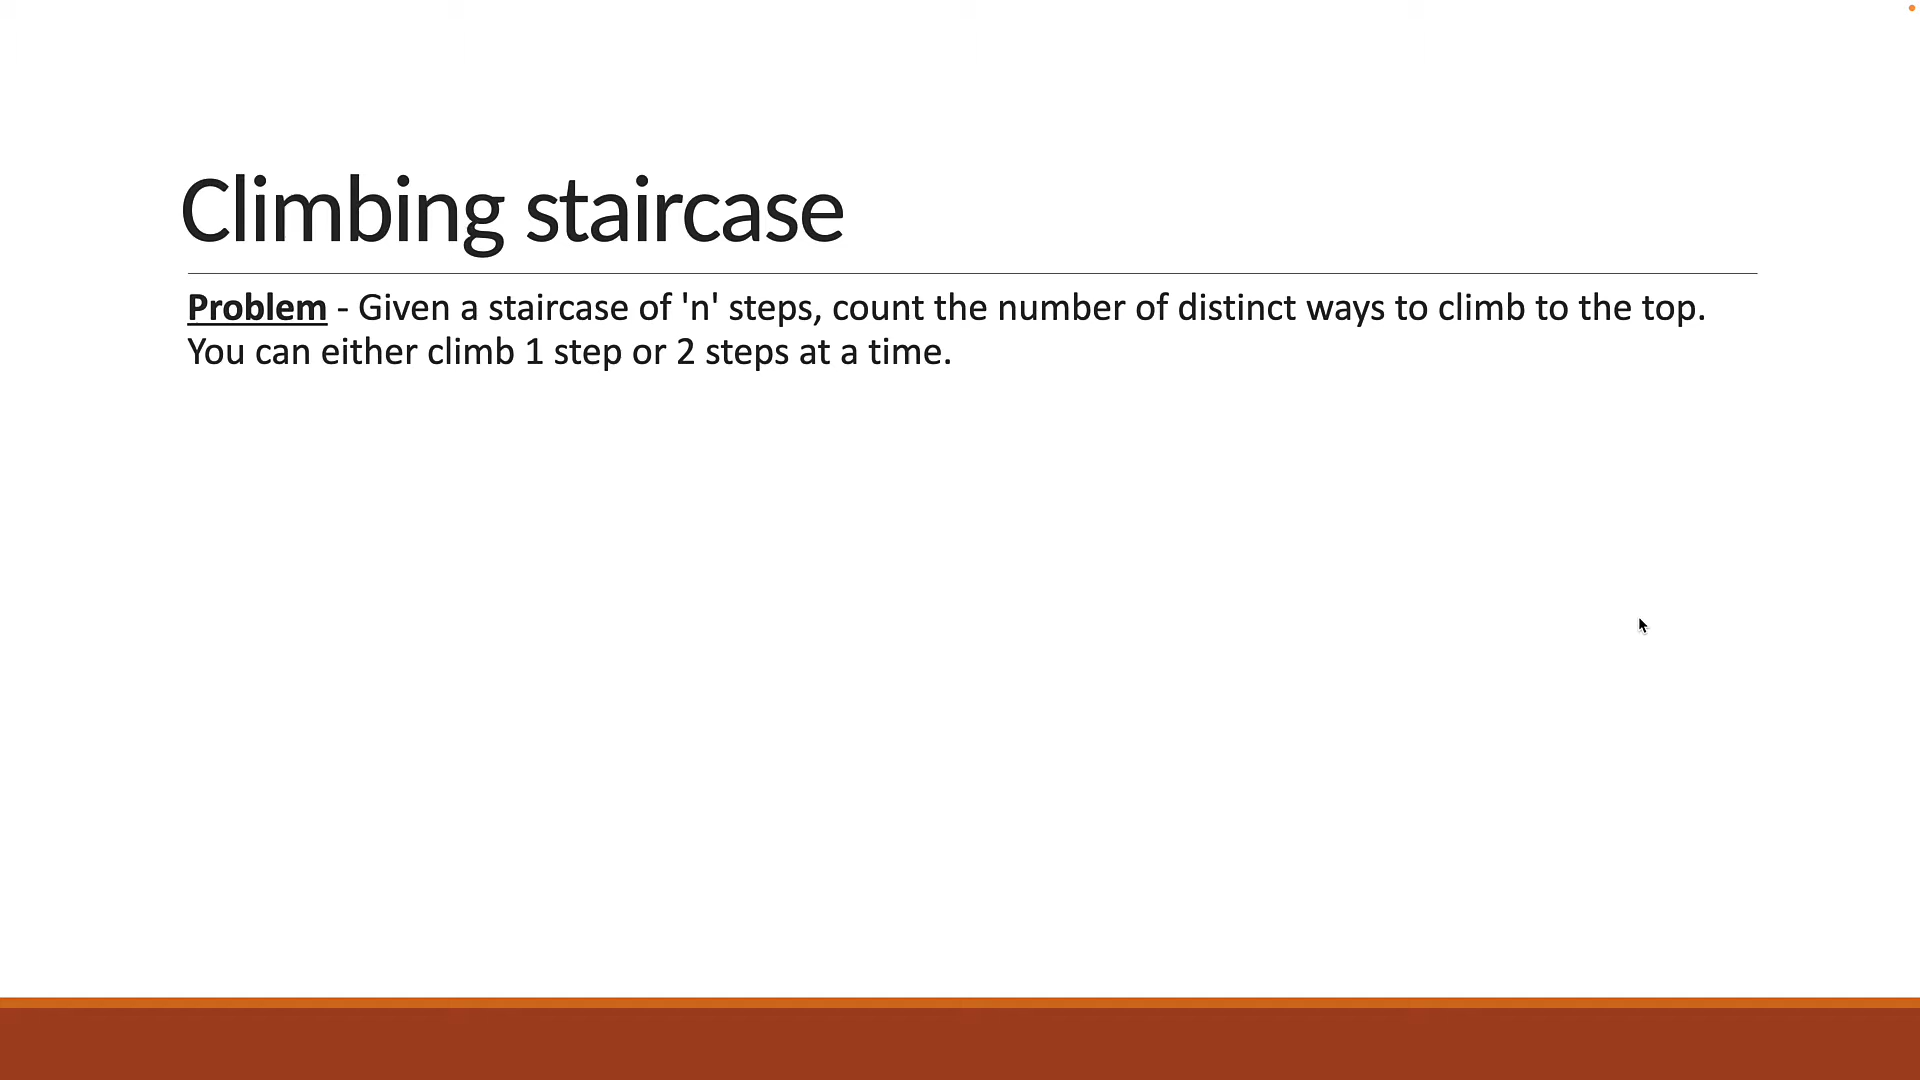 Climbing staircase
Problem - Given a staircase of 'n' steps, count the number of distinct ways to climb to the top.
You can either climb 1 step or 2 steps at a time.